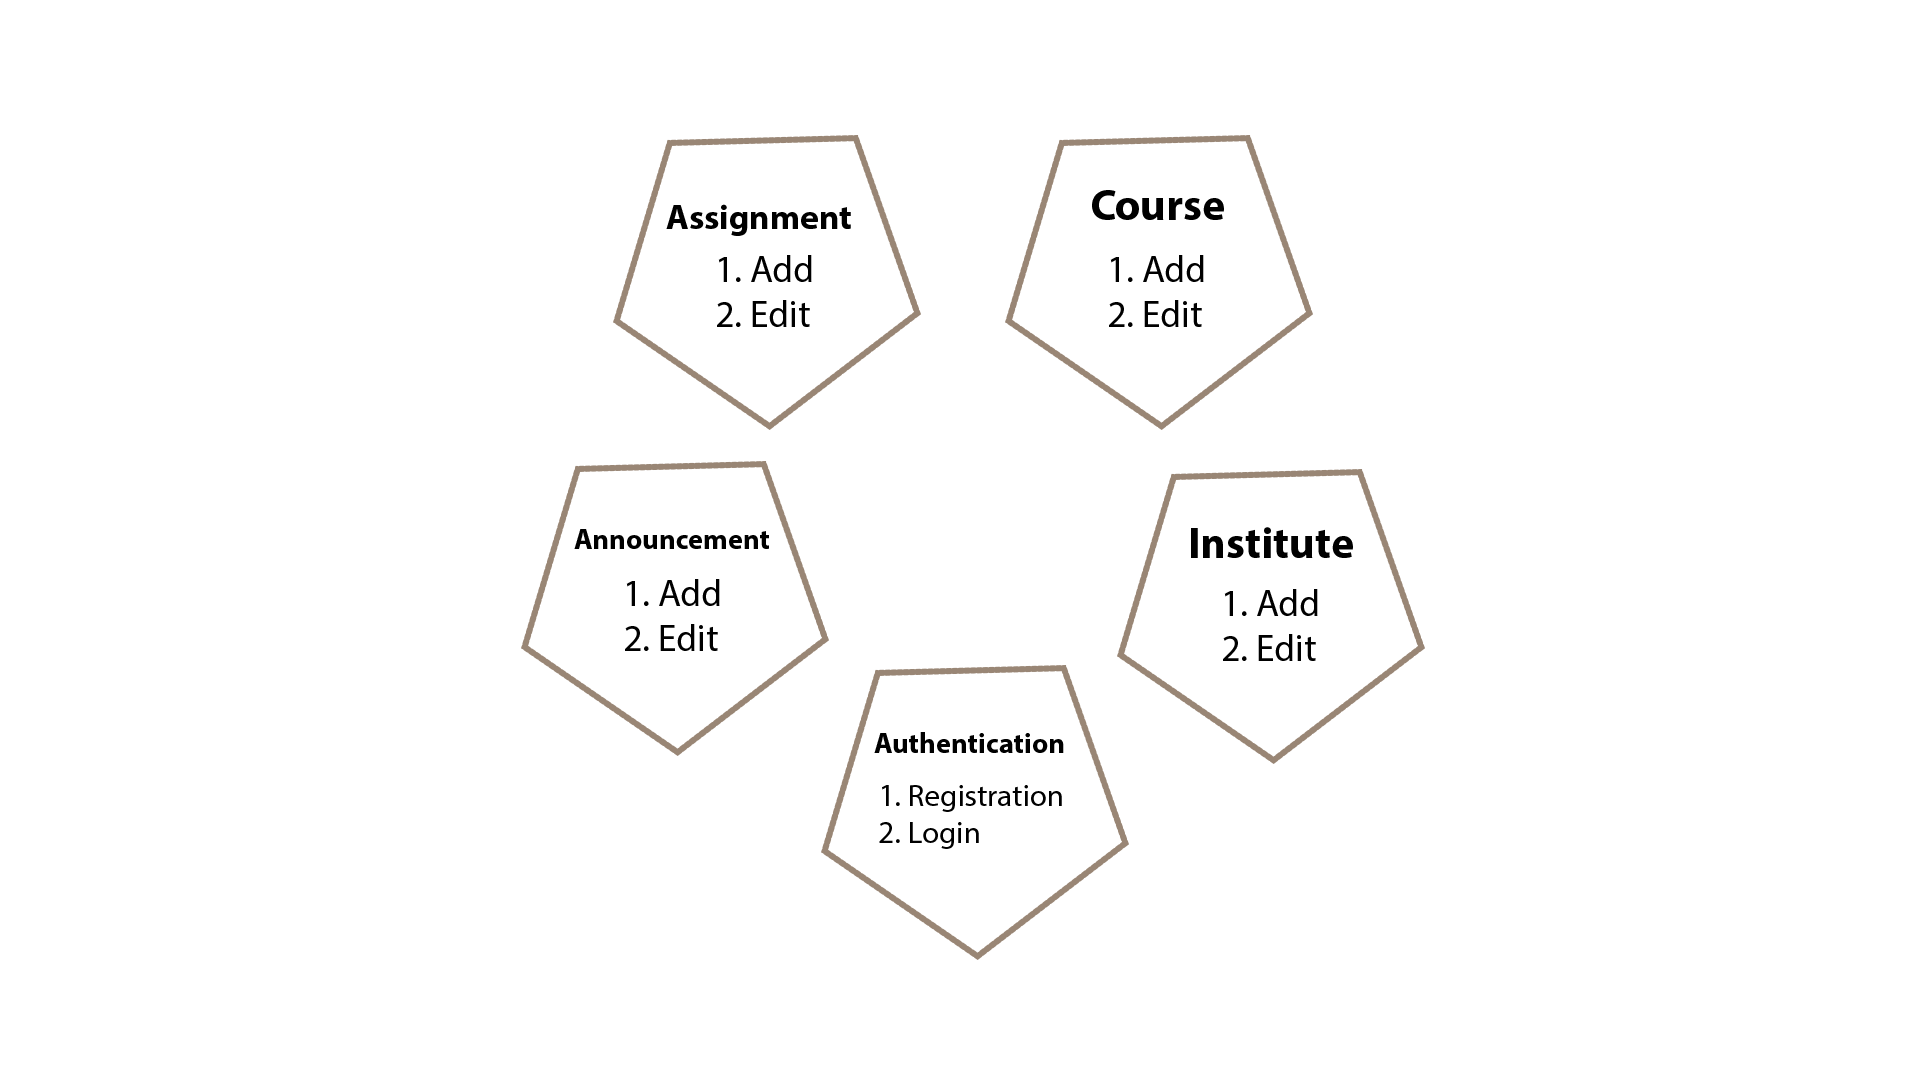 Assignment
1. Add
2. Edit
Course
1. Add
2. Edit
Announcement
1. Add
2. Edit
Institute
1. Add
2. Edit
Authentication
1. Registration
2. Login